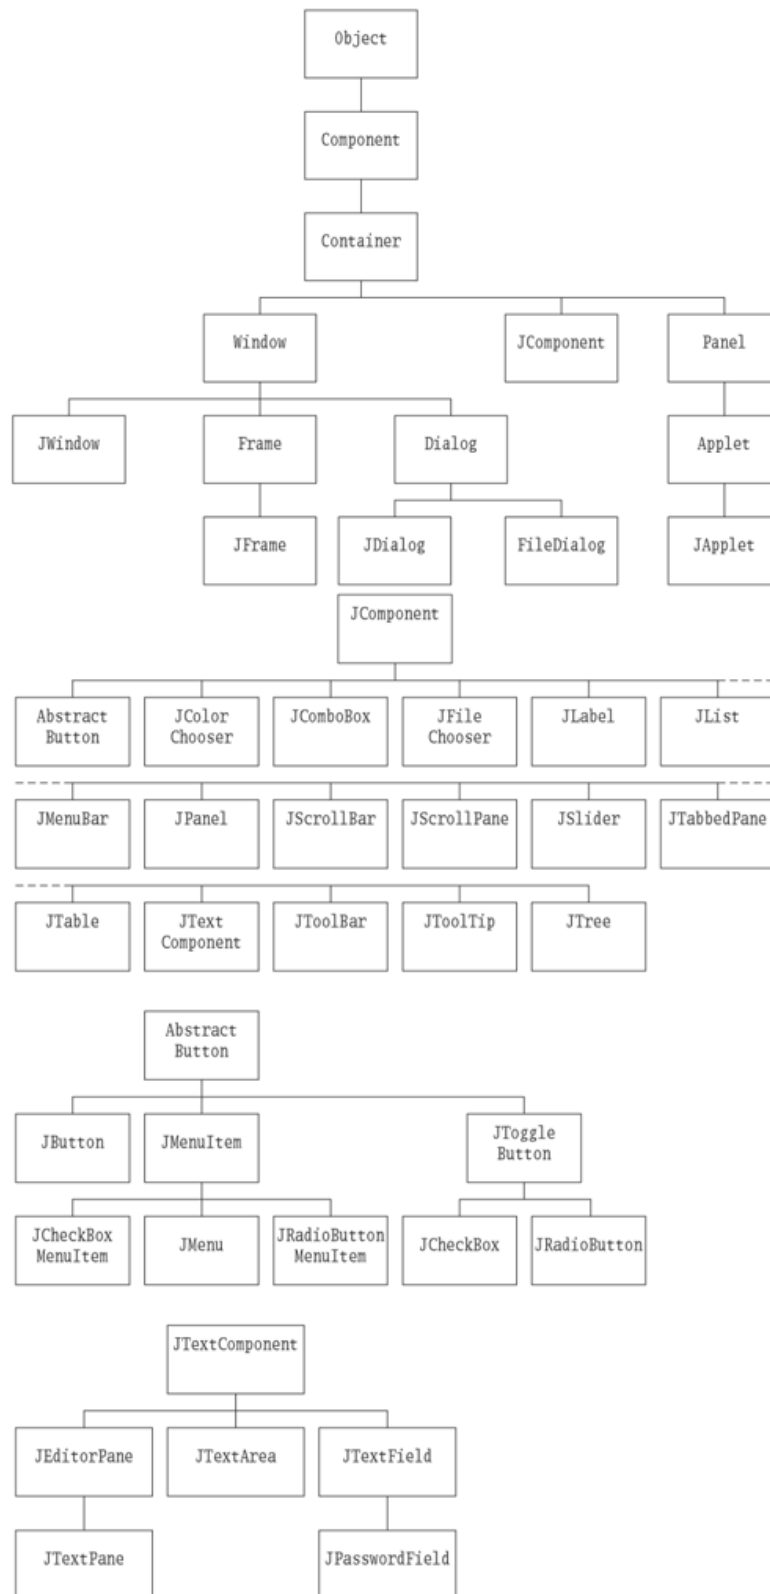 Object
Component
Container
Window
JComponent
Panel
JWindow
Frame
Dialog
Applet
JFrame
JDialog
FileDialog
JApplet
JComponent
Abstract
Button
JColor
Chooser
JComboBox
JFile
Chooser
JLabel
JList
JMenuBar
JPanel
JScrollBar
JScrollPane
JSlider
JTabbedPane
JTable
JText
Component
JToolBar
JToolTip
JTree
Abstract
Button
JButton
JMenuItem
JToggle
Button
JCheckBox
MenuItem
JMenu
JRadioButton
MenuItem
JCheckBox
JRadioButton
JTextComponent
JEditorPane
JTextArea
JTextField
JTextPane
JPasswordField